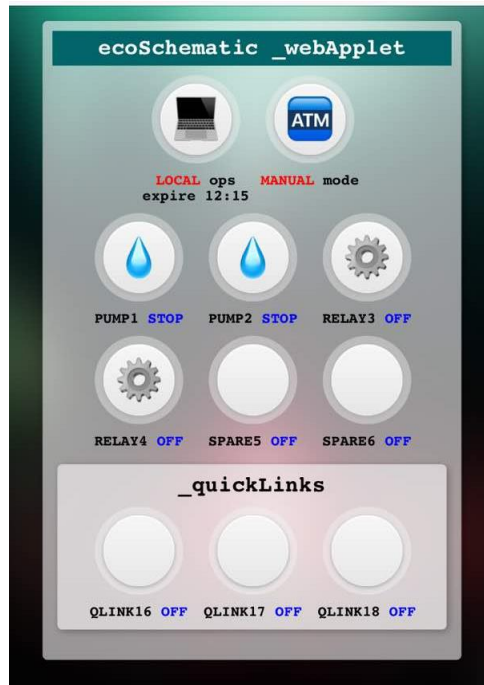 ecoSchematic _webApplet
ATM
LOCAL ops MANUAL mode
expire 12:15
PUMP1 STOP PUMP2 STOP RELAY3 OFF
RELAY4 OFF SPARE5 OFF SPARE6 OFF
_quickLinks
QLINK16 OFF QLINK17 OFF QLINK18 OFF